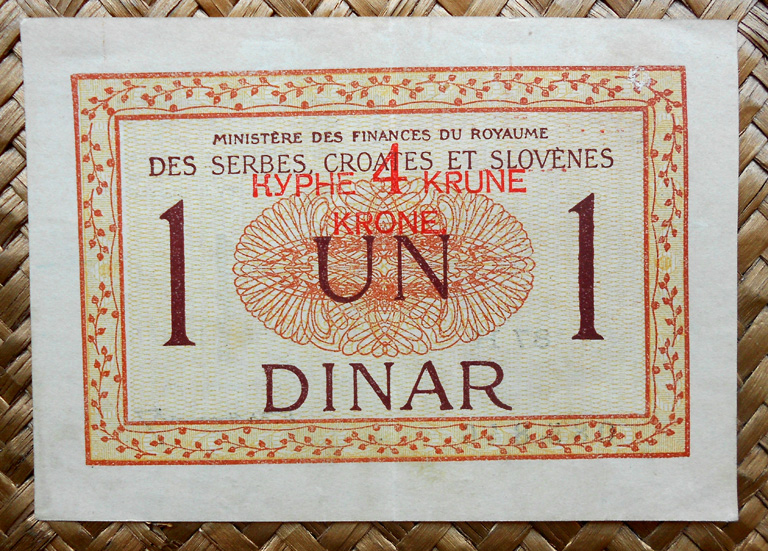 MINISTÈRE DES FINANCES DU ROYAUME
DES SERBES, CROATES ET SLOVÈNES
КРУНЕ 4 KRUNE
KRONE
1 UN 1
DINAR